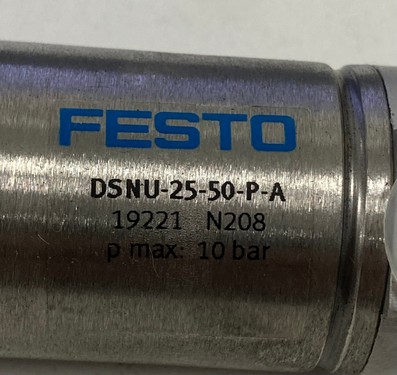 FESTO
DSNU-25-50-P-A
19221 N208
p max: 10 bar